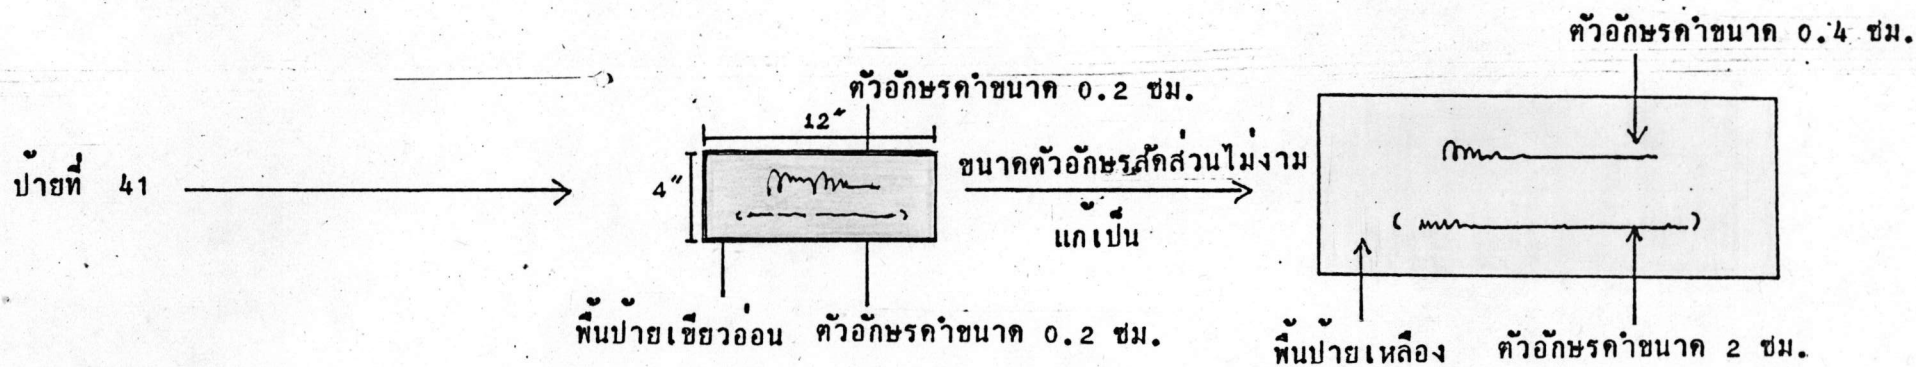 ตัวอักษรดำขนาด 0.4 ซม.
ตัวอักษรดำขนาด 0.2 ซม.
12"
ป้ายที่ 41
4"
ขนาดตัวอักษรสัดส่วนไม่งาม
แก้เป็น
พื้นป้ายเขียวอ่อน
ตัวอักษรดำขนาด 0.2 ซม.
พื้นป้ายเหลือง
ตัวอักษรดำขนาด 2 ซม.